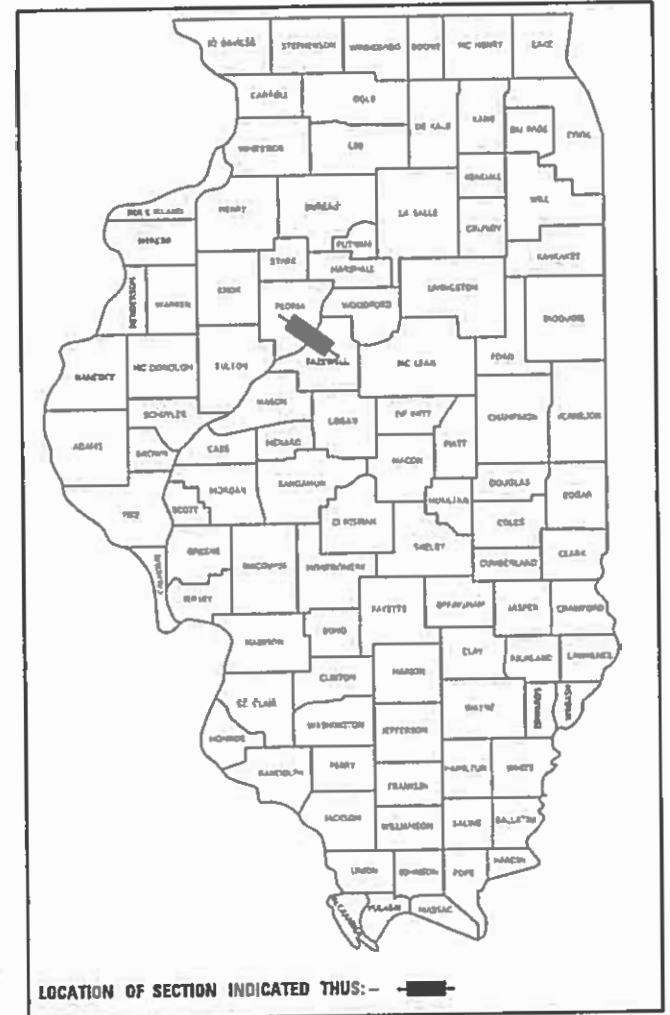 JO DAVIESS STEPHENSON WINNEBAGO BOONE MC HENRY LAKE
CARROLL OGLE
DE KALB KANE DU PAGE COOK
WHITESIDE LEE
KENDALL WILL
ROCK ISLAND HENRY BUREAU LA SALLE GRUNDY
MERCER PUTNAM
STARK MARSHALL KANKAKEE
HENDERSON WARREN KNOX PEORIA WOODFORD LIVINGSTON IROQUOIS
HANCOCK MC DONOUGH FULTON TAZEWELL MC LEAN FORD
SCHUYLER MASON LOGAN DE WITT CHAMPAIGN VERMILION
ADAMS BROWN CASS MENARD MACON PIATT
PIKE SCOTT MORGAN SANGAMON MOULTRIE DOUGLAS EDGAR
CHRISTIAN COLES
CALHOUN GREENE MACOUPIN MONTGOMERY SHELBY CUMBERLAND CLARK
JERSEY FAYETTE EFFINGHAM JASPER CRAWFORD
MADISON BOND CLAY RICHLAND LAWRENCE
ST. CLAIR CLINTON MARION WAYNE EDWARDS WABASH
MONROE WASHINGTON JEFFERSON
RANDOLPH PERRY FRANKLIN HAMILTON WHITE
JACKSON WILLIAMSON SALINE GALLATIN
UNION JOHNSON POPE HARDIN
ALEXANDER PULASKI MASSAC
LOCATION OF SECTION INDICATED THUS:-